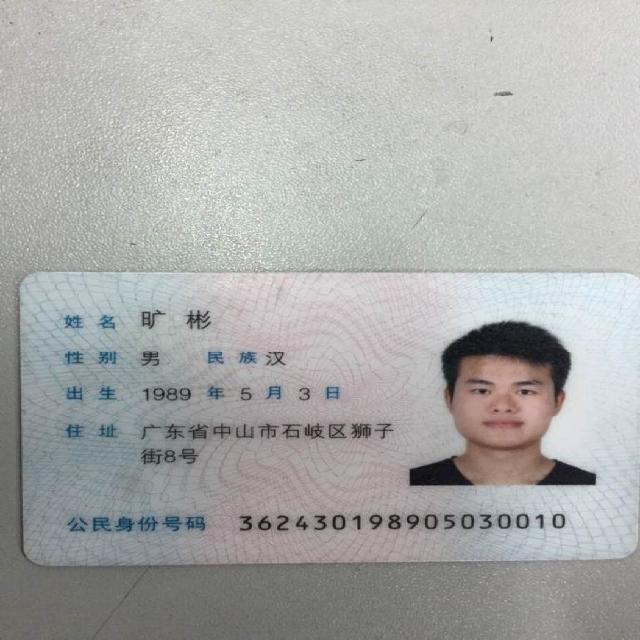 姓名 旷彬
性别 男 民族 汉
出生 1989 年 5 月 3 日
住址 广东省中山市石岐区狮子
街8号
公民身份号码 362430198905030010